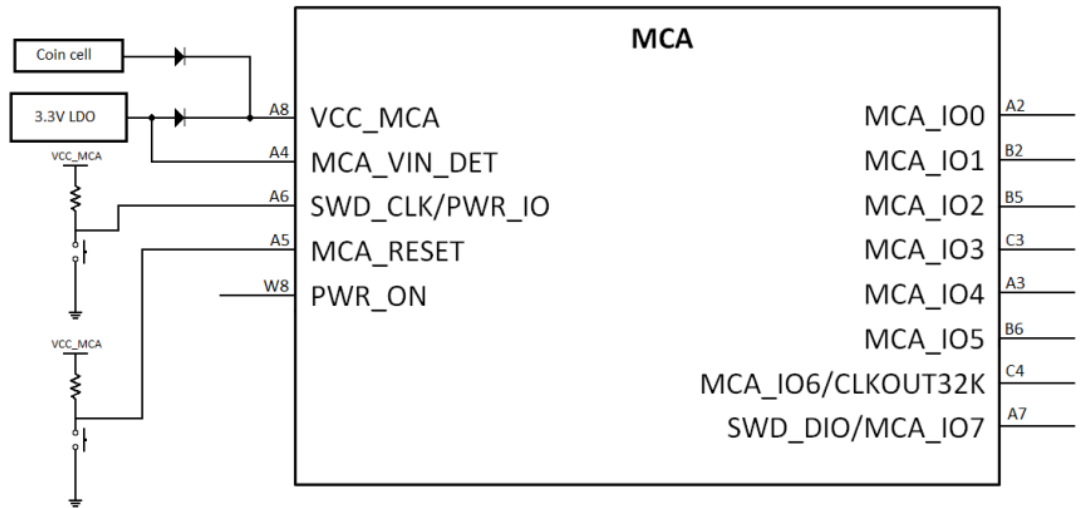 MCA
Coin cell
3.3V LDO
A8 VCC_MCA
A4 MCA_VIN_DET
VCC_MCA
A6 SWD_CLK/PWR_IO
A5 MCA_RESET
W8 PWR_ON
VCC_MCA
MCA_IO0 A2
MCA_IO1 B2
MCA_IO2 B5
MCA_IO3 C3
MCA_IO4 A3
MCA_IO5 B6
MCA_IO6/CLKOUT32K C4
SWD_DIO/MCA_IO7 A7